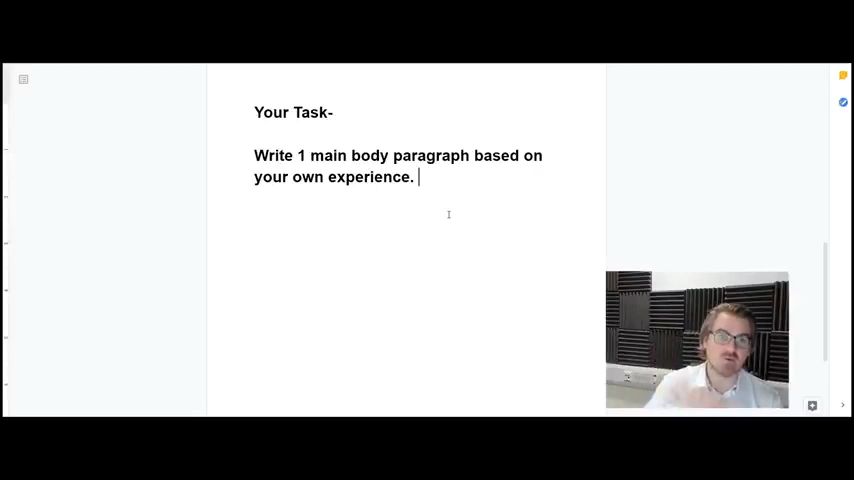 Your Task-
Write 1 main body paragraph based on
your own experience.